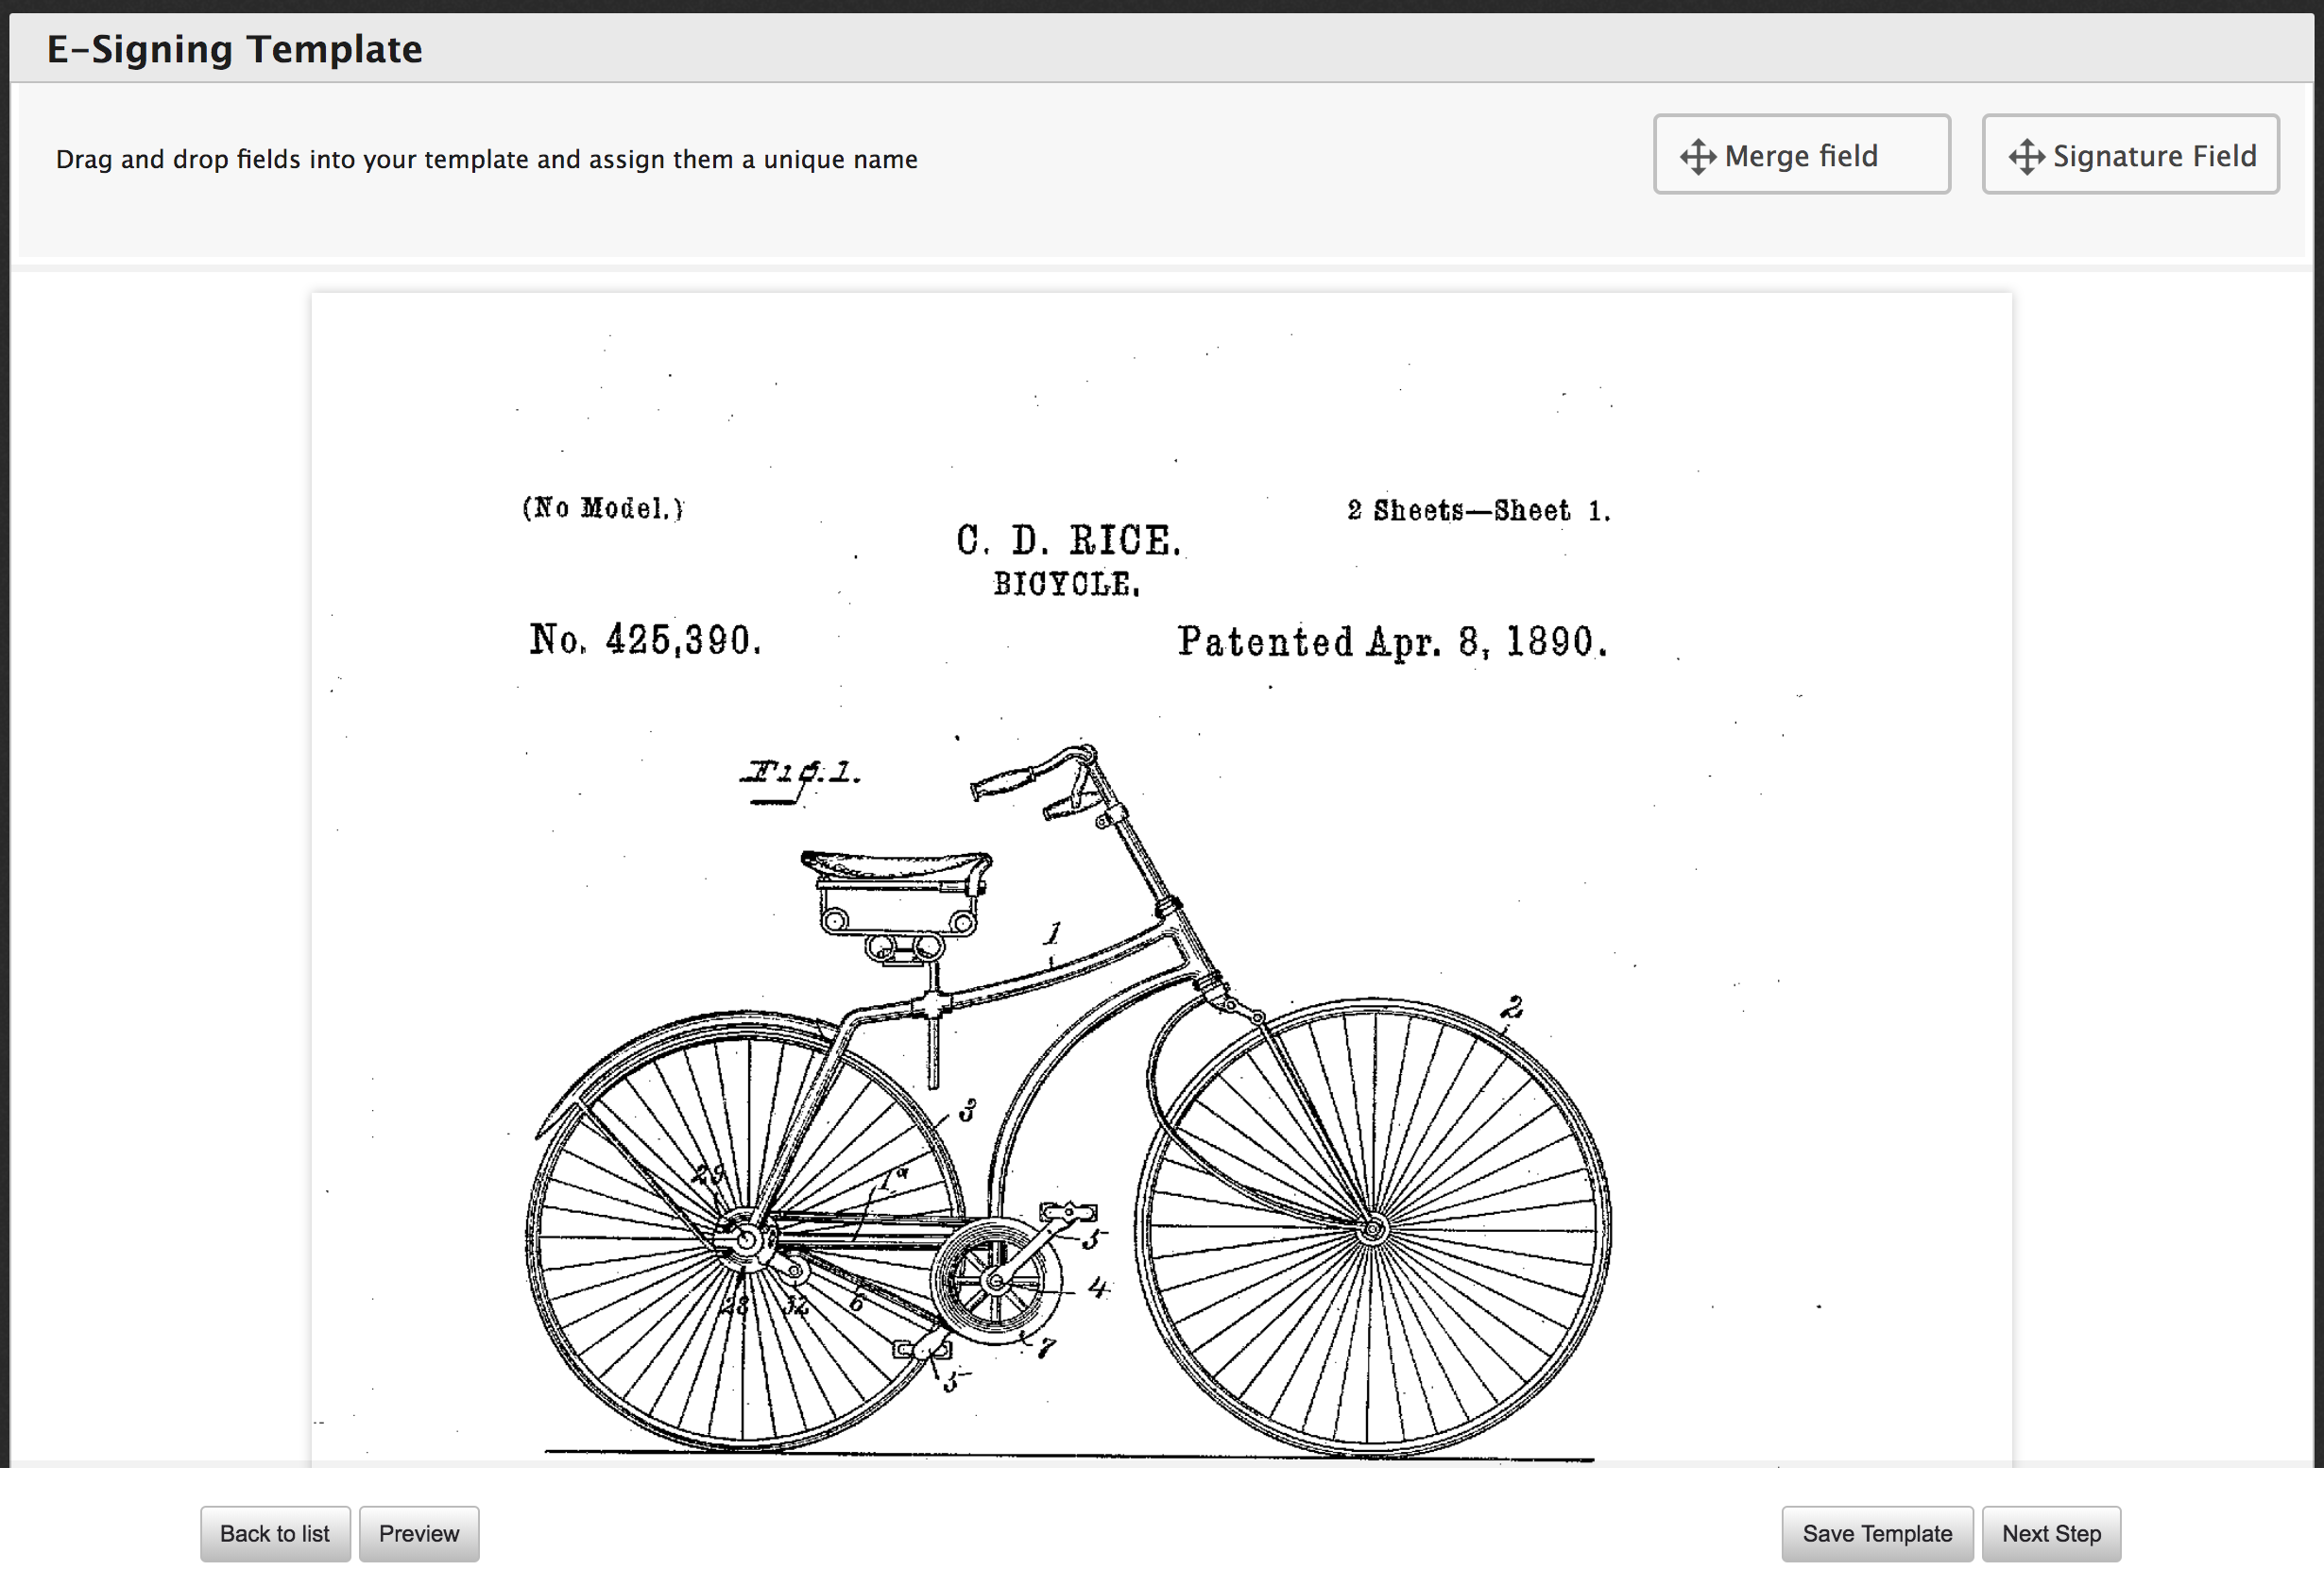 E-Signing Template
Drag and drop fields into your template and assign them a unique name
Merge field
Signature Field
(No Model.)
2 Sheets—Sheet 1.
C. D. RICE.
BICYCLE.
No. 425,390.
Patented Apr. 8, 1890.
Fig. 1.
1
2
3
29
1a
5
4
28
32
6
7
5
Back to list
Preview
Save Template
Next Step